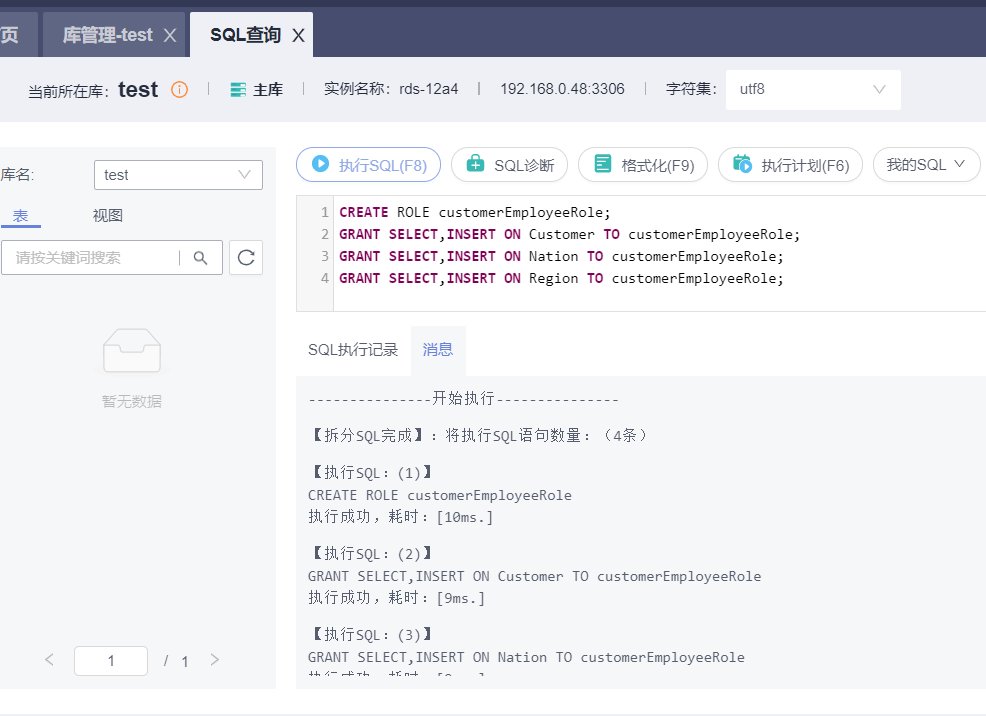 页
库管理-test
SQL查询
当前所在库: test
主库
实例名称: rds-12a4
192.168.0.48:3306
字符集:
utf8
库名:
test
表
视图
请按关键词搜索
暂无数据
1 / 1
执行SQL(F8)
SQL诊断
格式化(F9)
执行计划(F6)
我的SQL
1 CREATE ROLE customerEmployeeRole;
2 GRANT SELECT,INSERT ON Customer TO customerEmployeeRole;
3 GRANT SELECT,INSERT ON Nation TO customerEmployeeRole;
4 GRANT SELECT,INSERT ON Region TO customerEmployeeRole;
SQL执行记录
消息
---------------开始执行---------------
【拆分SQL完成】：将执行SQL语句数量：（4条）
【执行SQL：(1)】
CREATE ROLE customerEmployeeRole
执行成功，耗时：[10ms.]
【执行SQL：(2)】
GRANT SELECT,INSERT ON Customer TO customerEmployeeRole
执行成功，耗时：[9ms.]
【执行SQL：(3)】
GRANT SELECT,INSERT ON Nation TO customerEmployeeRole